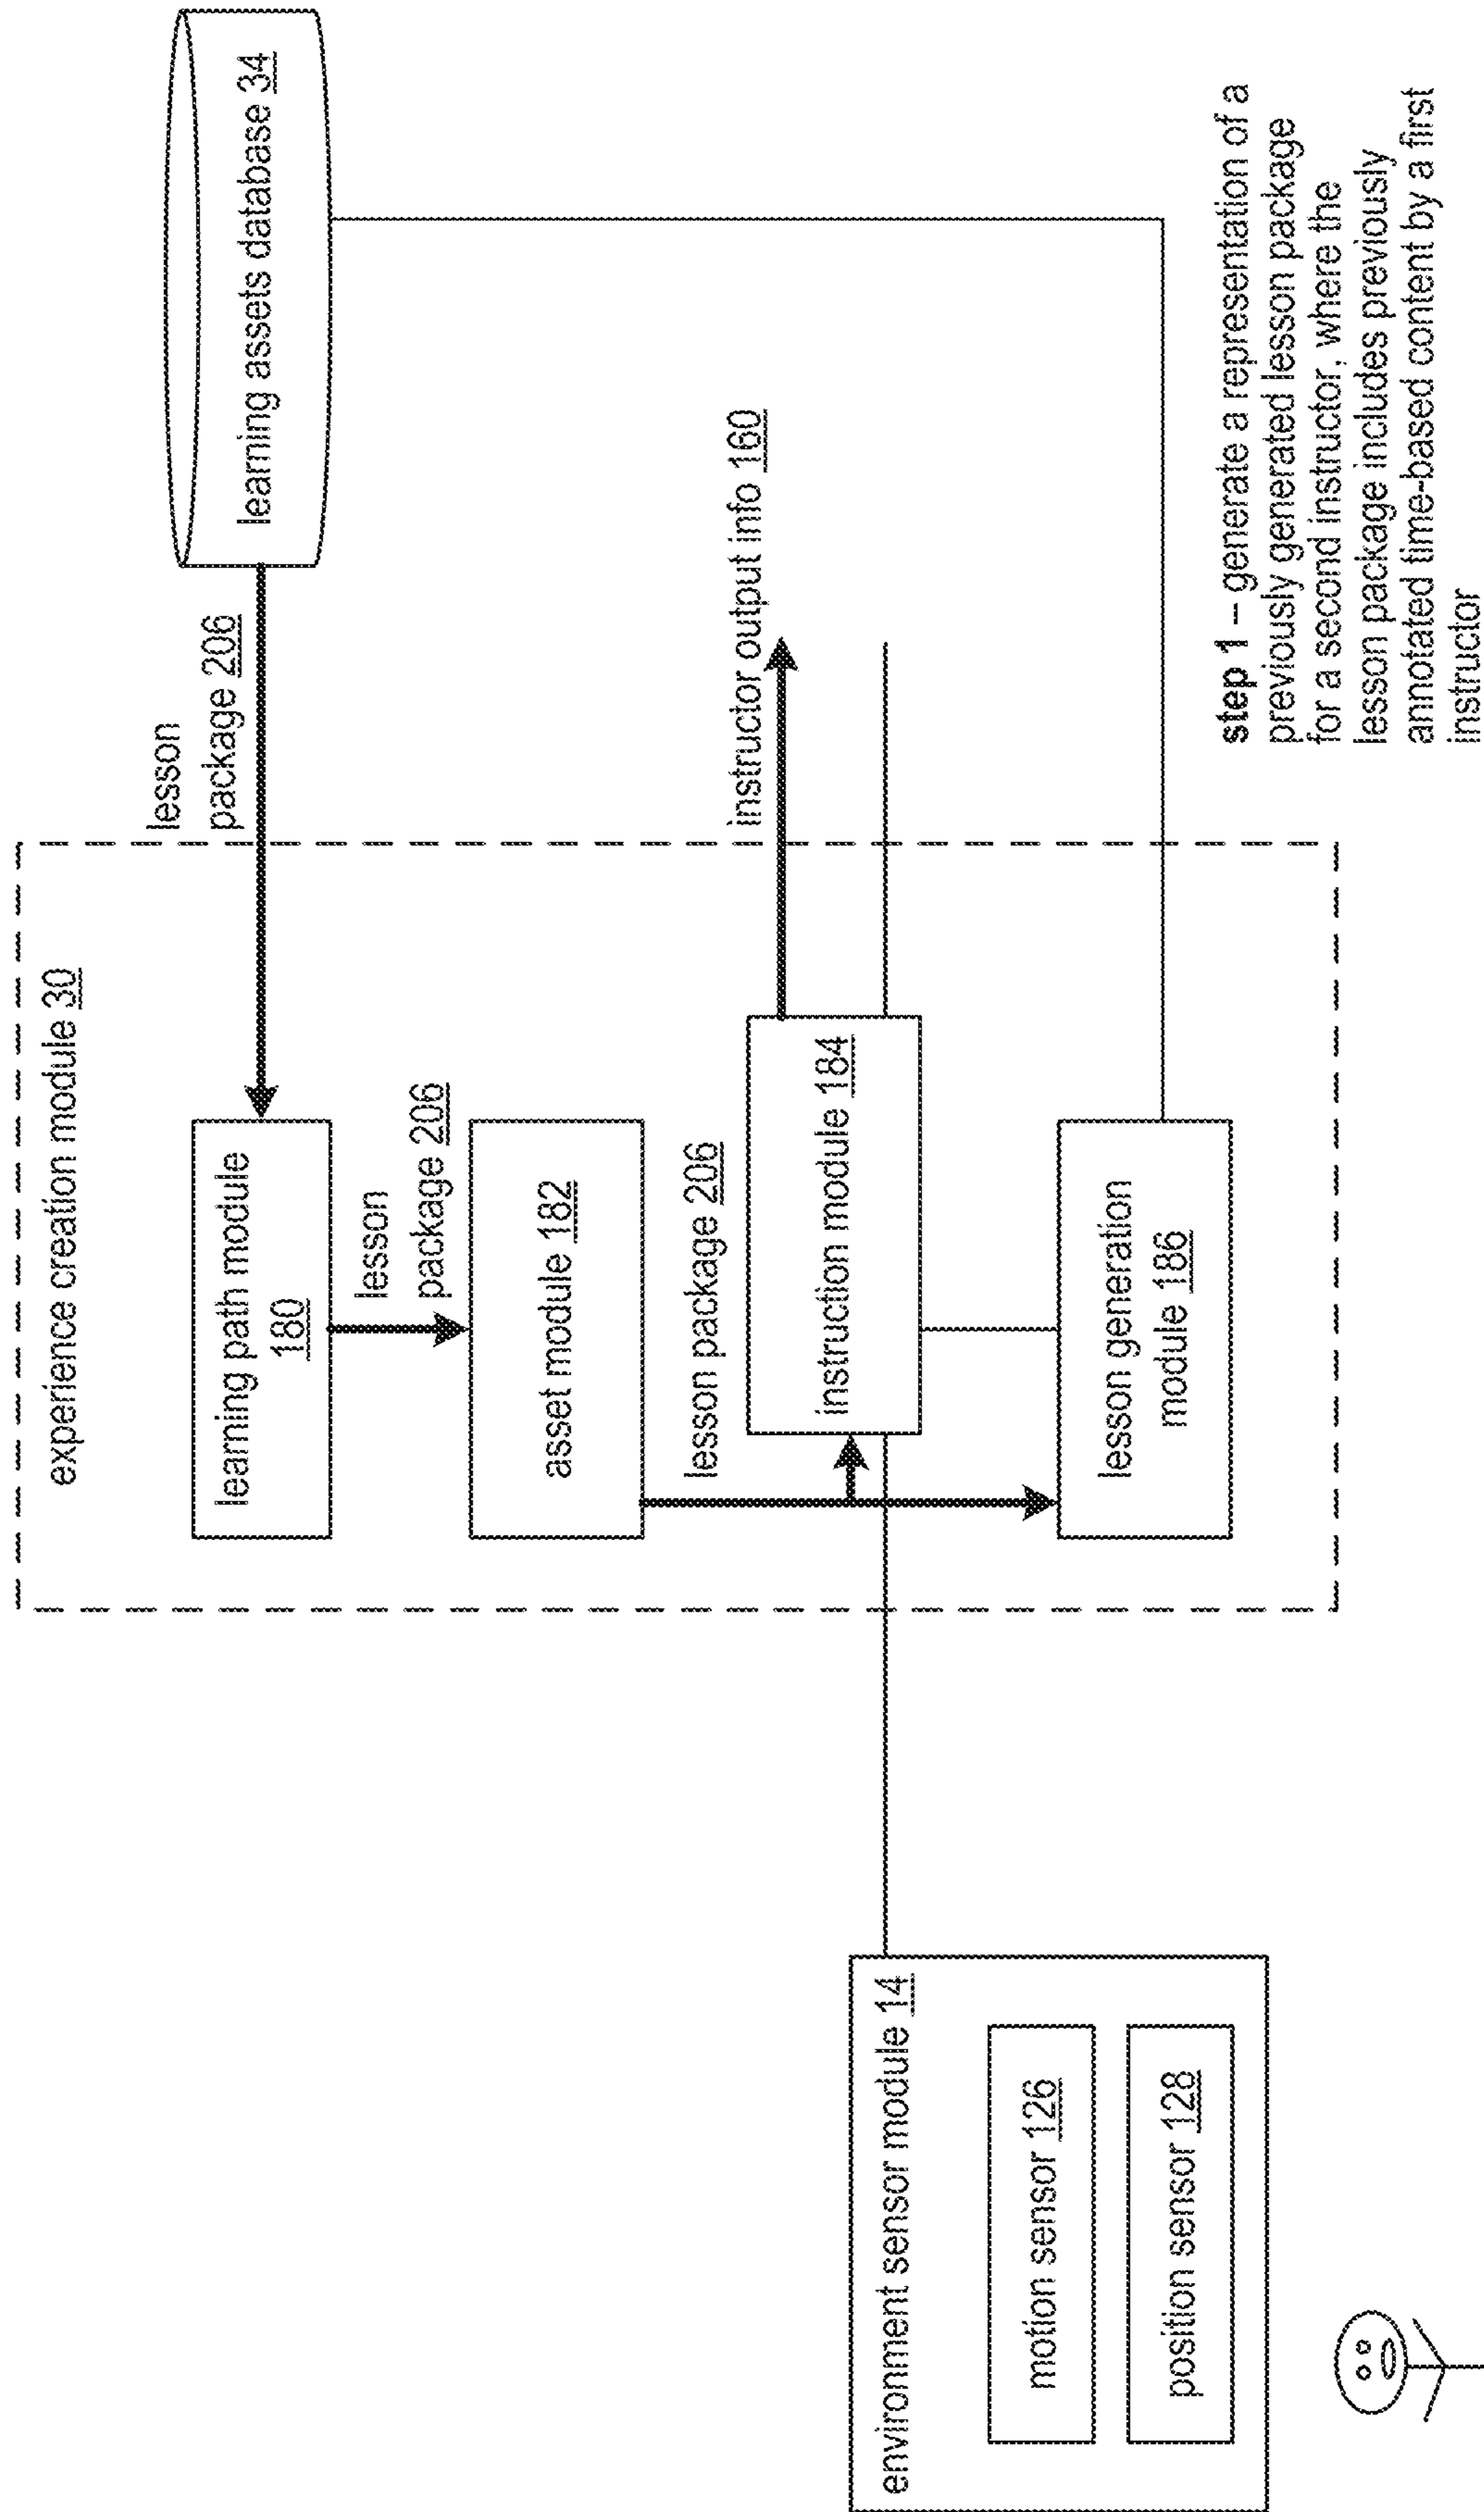 experience creation module 30
learning path module
180
lesson
package 206
learning assets database 34
lesson
package 206
asset module 182
lesson package 206
instructor output info 160
instruction module 184
environment sensor module 14
motion sensor 126
position sensor 128
lesson generation
module 186
step 1 – generate a representation of a
previously generated lesson package
for a second instructor, where the
lesson package includes previously
annotated time-based content by a first
instructor